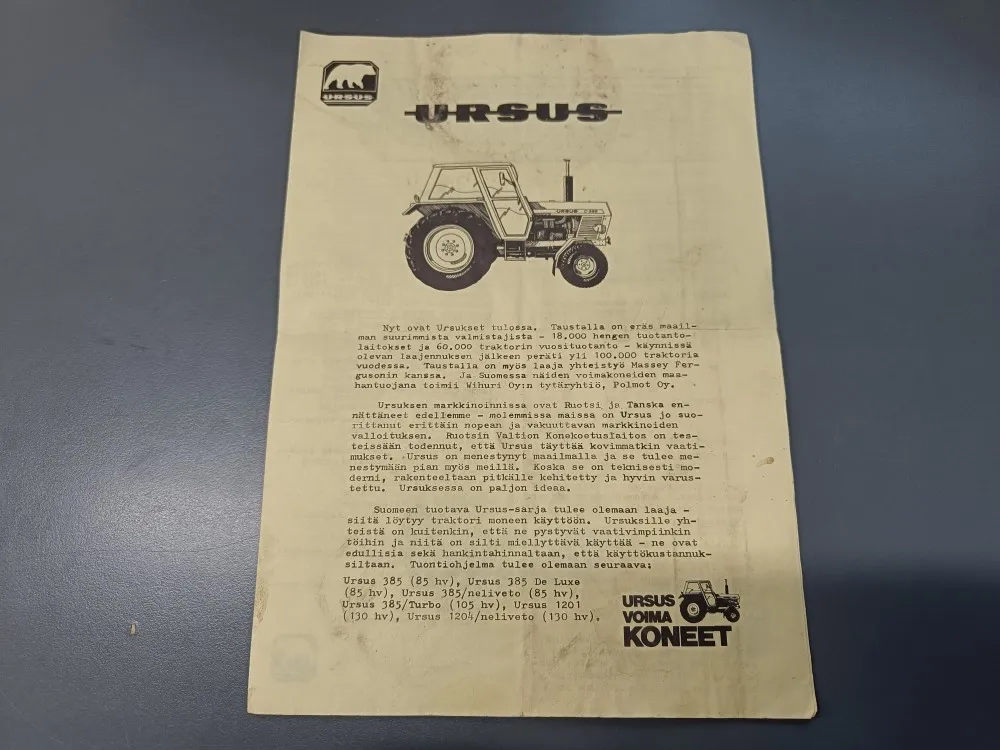 URSUS
URSUS
URSUS
Nyt ovat Ursukset tulossa. Taustalla on eräs maail-
man suurimmista valmistajista - 18.000 hengen tuotanto-
laitokset ja 60.000 traktorin vuosituotanto - käynnissä
olevan laajennuksen jälkeen peräti yli 100.000 traktoria
vuodessa. Taustalla on myös laaja yhteistyö Massey Fer-
gusonin kanssa. Ja Suomessa näiden voimakoneiden maa-
hantuojana toimii Wihuri Oy:n tytäryhtiö, Polmot Oy.
Ursuksen markkinoinnissa ovat Ruotsi ja Tanska en-
nättäneet edellemme - molemmissa maissa on Ursus jo suo-
rittanut erittäin nopean ja vakuuttavan markkinoiden
valloituksen. Ruotsin Valtion Konekoetuslaitos on tes-
teissään todennut, että Ursus täyttää kovimmatkin vaati-
mukset. Ursus on menestynyt maailmalla ja se tulee me-
nestymään pian myös meillä. Koska se on teknisesti mo-
derni, rakenteeltaan pitkälle kehitetty ja hyvin varus-
tettu. Ursuksessa on paljon ideaa.
Suomeen tuotava Ursus-sarja tulee olemaan laaja -
siitä löytyy traktori moneen käyttöön. Ursuksille yh-
teistä on kuitenkin, että ne pystyvät vaativimpiinkin
töihin ja niitä on silti miellyttävä käyttää - ne ovat
edullisia sekä hankintahinnaltaan, että käyttökustannuk-
siltaan. Tuontiohjelma tulee olemaan seuraava;
Ursus 385 (85 hv), Ursus 385 De Luxe
(85 hv), Ursus 385/neliveto (85 hv),
Ursus 385/Turbo (105 hv), Ursus 1201
(130 hv), Ursus 1204/neliveto (130 hv).
URSUS
VOIMA
KONEET